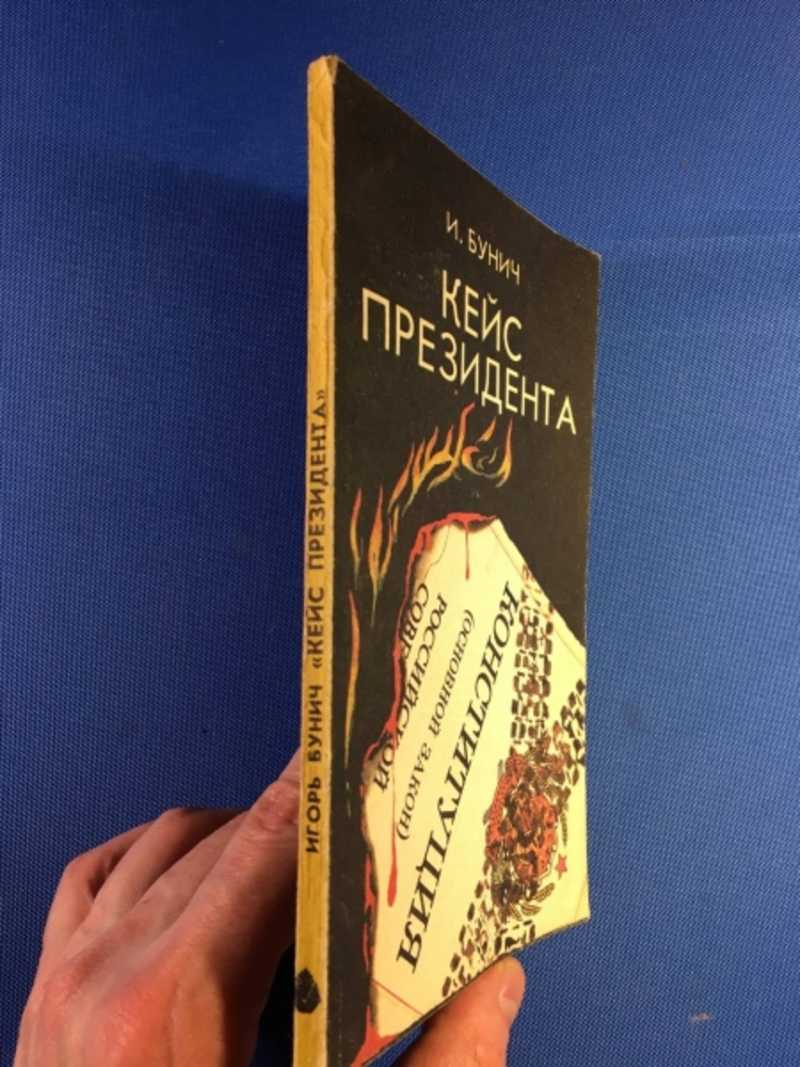 И. БУНИЧ
КЕЙС
ПРЕЗИДЕНТА
КОНСТИТУЦИЯ
(ОСНОВНОЙ ЗАКОН)
РОССИЙСКОЙ
СОВЕ
ИГОРЬ БУНИЧ «КЕЙС ПРЕЗИДЕНТА»